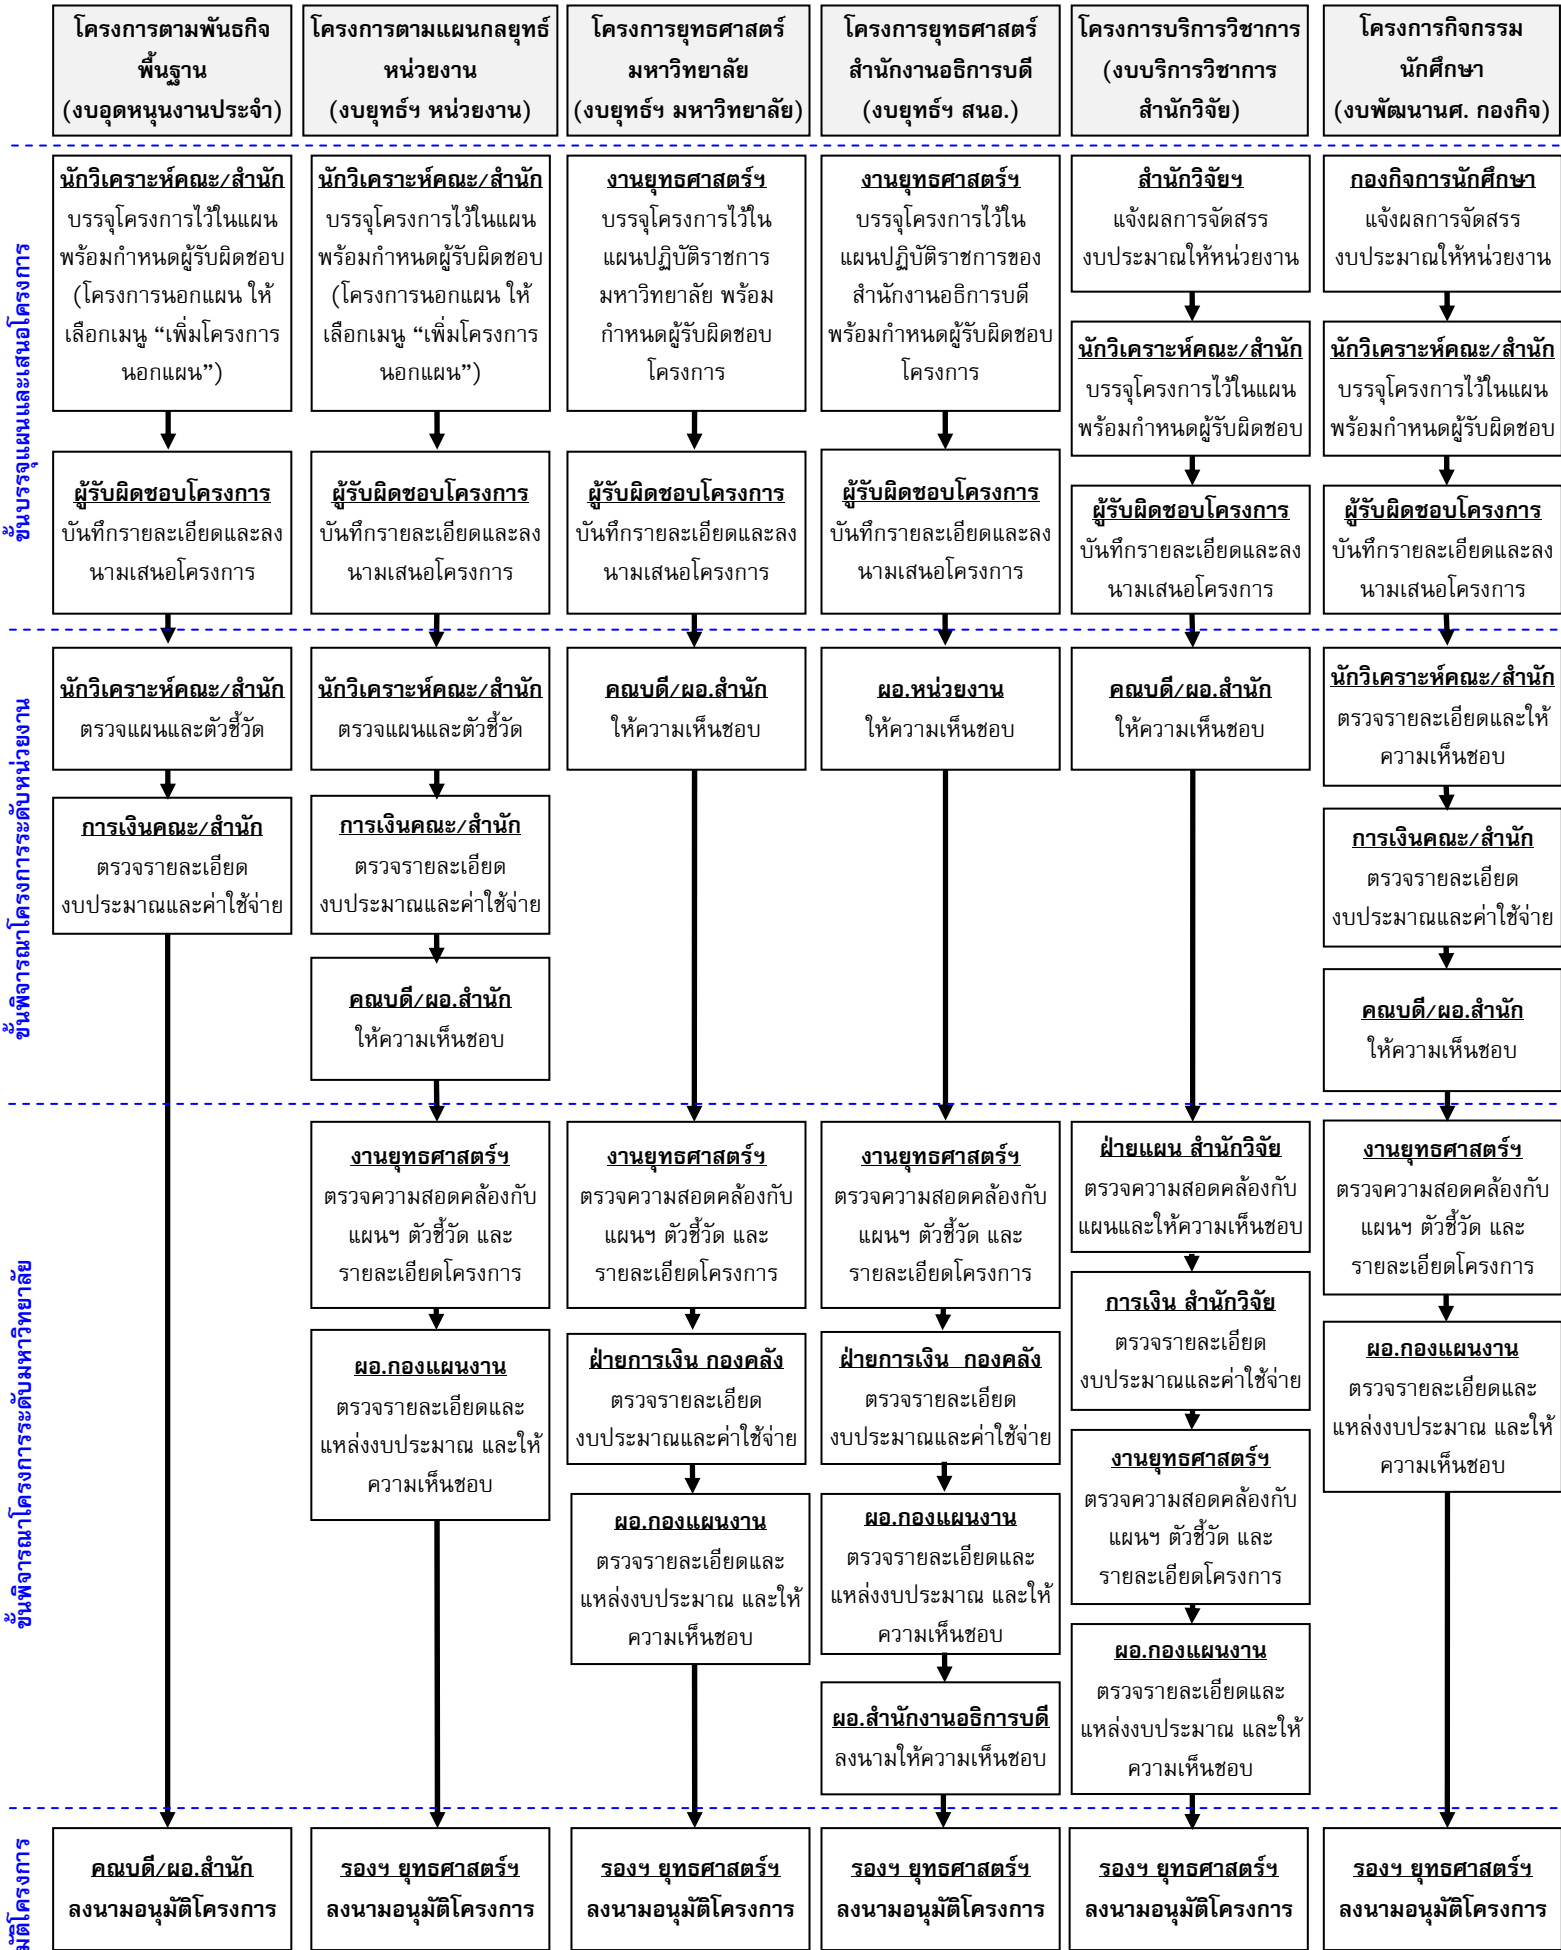 โครงการตามพันธกิจ
พื้นฐาน
(งบอุดหนุนงานประจำ)
โครงการตามแผนกลยุทธ์
หน่วยงาน
(งบยุทธ์ฯ หน่วยงาน)
โครงการยุทธศาสตร์
มหาวิทยาลัย
(งบยุทธ์ฯ มหาวิทยาลัย)
โครงการยุทธศาสตร์
สำนักงานอธิการบดี
(งบยุทธ์ฯ สนอ.)
โครงการบริการวิชาการ
(งบบริการวิชาการ
สำนักวิจัย)
โครงการกิจกรรม
นักศึกษา
(งบพัฒนานศ. กองกิจ)
ขั้นบรรจุแผนและเสนอโครงการ
นักวิเคราะห์คณะ/สำนัก
บรรจุโครงการไว้ในแผน
พร้อมกำหนดผู้รับผิดชอบ
(โครงการนอกแผน ให้
เลือกเมนู “เพิ่มโครงการ
นอกแผน”)
นักวิเคราะห์คณะ/สำนัก
บรรจุโครงการไว้ในแผน
พร้อมกำหนดผู้รับผิดชอบ
(โครงการนอกแผน ให้
เลือกเมนู “เพิ่มโครงการ
นอกแผน”)
งานยุทธศาสตร์ฯ
บรรจุโครงการไว้ใน
แผนปฏิบัติราชการ
มหาวิทยาลัย พร้อม
กำหนดผู้รับผิดชอบ
โครงการ
งานยุทธศาสตร์ฯ
บรรจุโครงการไว้ใน
แผนปฏิบัติราชการของ
สำนักงานอธิการบดี
พร้อมกำหนดผู้รับผิดชอบ
โครงการ
สำนักวิจัยฯ
แจ้งผลการจัดสรร
งบประมาณให้หน่วยงาน
กองกิจการนักศึกษา
แจ้งผลการจัดสรร
งบประมาณให้หน่วยงาน
นักวิเคราะห์คณะ/สำนัก
บรรจุโครงการไว้ในแผน
พร้อมกำหนดผู้รับผิดชอบ
นักวิเคราะห์คณะ/สำนัก
บรรจุโครงการไว้ในแผน
พร้อมกำหนดผู้รับผิดชอบ
ผู้รับผิดชอบโครงการ
บันทึกรายละเอียดและลง
นามเสนอโครงการ
ผู้รับผิดชอบโครงการ
บันทึกรายละเอียดและลง
นามเสนอโครงการ
ผู้รับผิดชอบโครงการ
บันทึกรายละเอียดและลง
นามเสนอโครงการ
ผู้รับผิดชอบโครงการ
บันทึกรายละเอียดและลง
นามเสนอโครงการ
ผู้รับผิดชอบโครงการ
บันทึกรายละเอียดและลง
นามเสนอโครงการ
ผู้รับผิดชอบโครงการ
บันทึกรายละเอียดและลง
นามเสนอโครงการ
ขั้นพิจารณาโครงการระดับหน่วยงาน
นักวิเคราะห์คณะ/สำนัก
ตรวจแผนและตัวชี้วัด
นักวิเคราะห์คณะ/สำนัก
ตรวจแผนและตัวชี้วัด
คณบดี/ผอ.สำนัก
ให้ความเห็นชอบ
ผอ.หน่วยงาน
ให้ความเห็นชอบ
คณบดี/ผอ.สำนัก
ให้ความเห็นชอบ
นักวิเคราะห์คณะ/สำนัก
ตรวจรายละเอียดและให้
ความเห็นชอบ
การเงินคณะ/สำนัก
ตรวจรายละเอียด
งบประมาณและค่าใช้จ่าย
การเงินคณะ/สำนัก
ตรวจรายละเอียด
งบประมาณและค่าใช้จ่าย
การเงินคณะ/สำนัก
ตรวจรายละเอียด
งบประมาณและค่าใช้จ่าย
คณบดี/ผอ.สำนัก
ให้ความเห็นชอบ
คณบดี/ผอ.สำนัก
ให้ความเห็นชอบ
ขั้นพิจารณาโครงการระดับมหาวิทยาลัย
งานยุทธศาสตร์ฯ
ตรวจความสอดคล้องกับ
แผนฯ ตัวชี้วัด และ
รายละเอียดโครงการ
งานยุทธศาสตร์ฯ
ตรวจความสอดคล้องกับ
แผนฯ ตัวชี้วัด และ
รายละเอียดโครงการ
งานยุทธศาสตร์ฯ
ตรวจความสอดคล้องกับ
แผนฯ ตัวชี้วัด และ
รายละเอียดโครงการ
ฝ่ายแผน สำนักวิจัย
ตรวจความสอดคล้องกับ
แผนและให้ความเห็นชอบ
งานยุทธศาสตร์ฯ
ตรวจความสอดคล้องกับ
แผนฯ ตัวชี้วัด และ
รายละเอียดโครงการ
ผอ.กองแผนงาน
ตรวจรายละเอียดและ
แหล่งงบประมาณ และให้
ความเห็นชอบ
ฝ่ายการเงิน กองคลัง
ตรวจรายละเอียด
งบประมาณและค่าใช้จ่าย
ฝ่ายการเงิน กองคลัง
ตรวจรายละเอียด
งบประมาณและค่าใช้จ่าย
การเงิน สำนักวิจัย
ตรวจรายละเอียด
งบประมาณและค่าใช้จ่าย
ผอ.กองแผนงาน
ตรวจรายละเอียดและ
แหล่งงบประมาณ และให้
ความเห็นชอบ
ผอ.กองแผนงาน
ตรวจรายละเอียดและ
แหล่งงบประมาณ และให้
ความเห็นชอบ
ผอ.กองแผนงาน
ตรวจรายละเอียดและ
แหล่งงบประมาณ และให้
ความเห็นชอบ
งานยุทธศาสตร์ฯ
ตรวจความสอดคล้องกับ
แผนฯ ตัวชี้วัด และ
รายละเอียดโครงการ
ผอ.สำนักงานอธิการบดี
ลงนามให้ความเห็นชอบ
ผอ.กองแผนงาน
ตรวจรายละเอียดและ
แหล่งงบประมาณ และให้
ความเห็นชอบ
มัติโครงการ
คณบดี/ผอ.สำนัก
ลงนามอนุมัติโครงการ
รองฯ ยุทธศาสตร์ฯ
ลงนามอนุมัติโครงการ
รองฯ ยุทธศาสตร์ฯ
ลงนามอนุมัติโครงการ
รองฯ ยุทธศาสตร์ฯ
ลงนามอนุมัติโครงการ
รองฯ ยุทธศาสตร์ฯ
ลงนามอนุมัติโครงการ
รองฯ ยุทธศาสตร์ฯ
ลงนามอนุมัติโครงการ